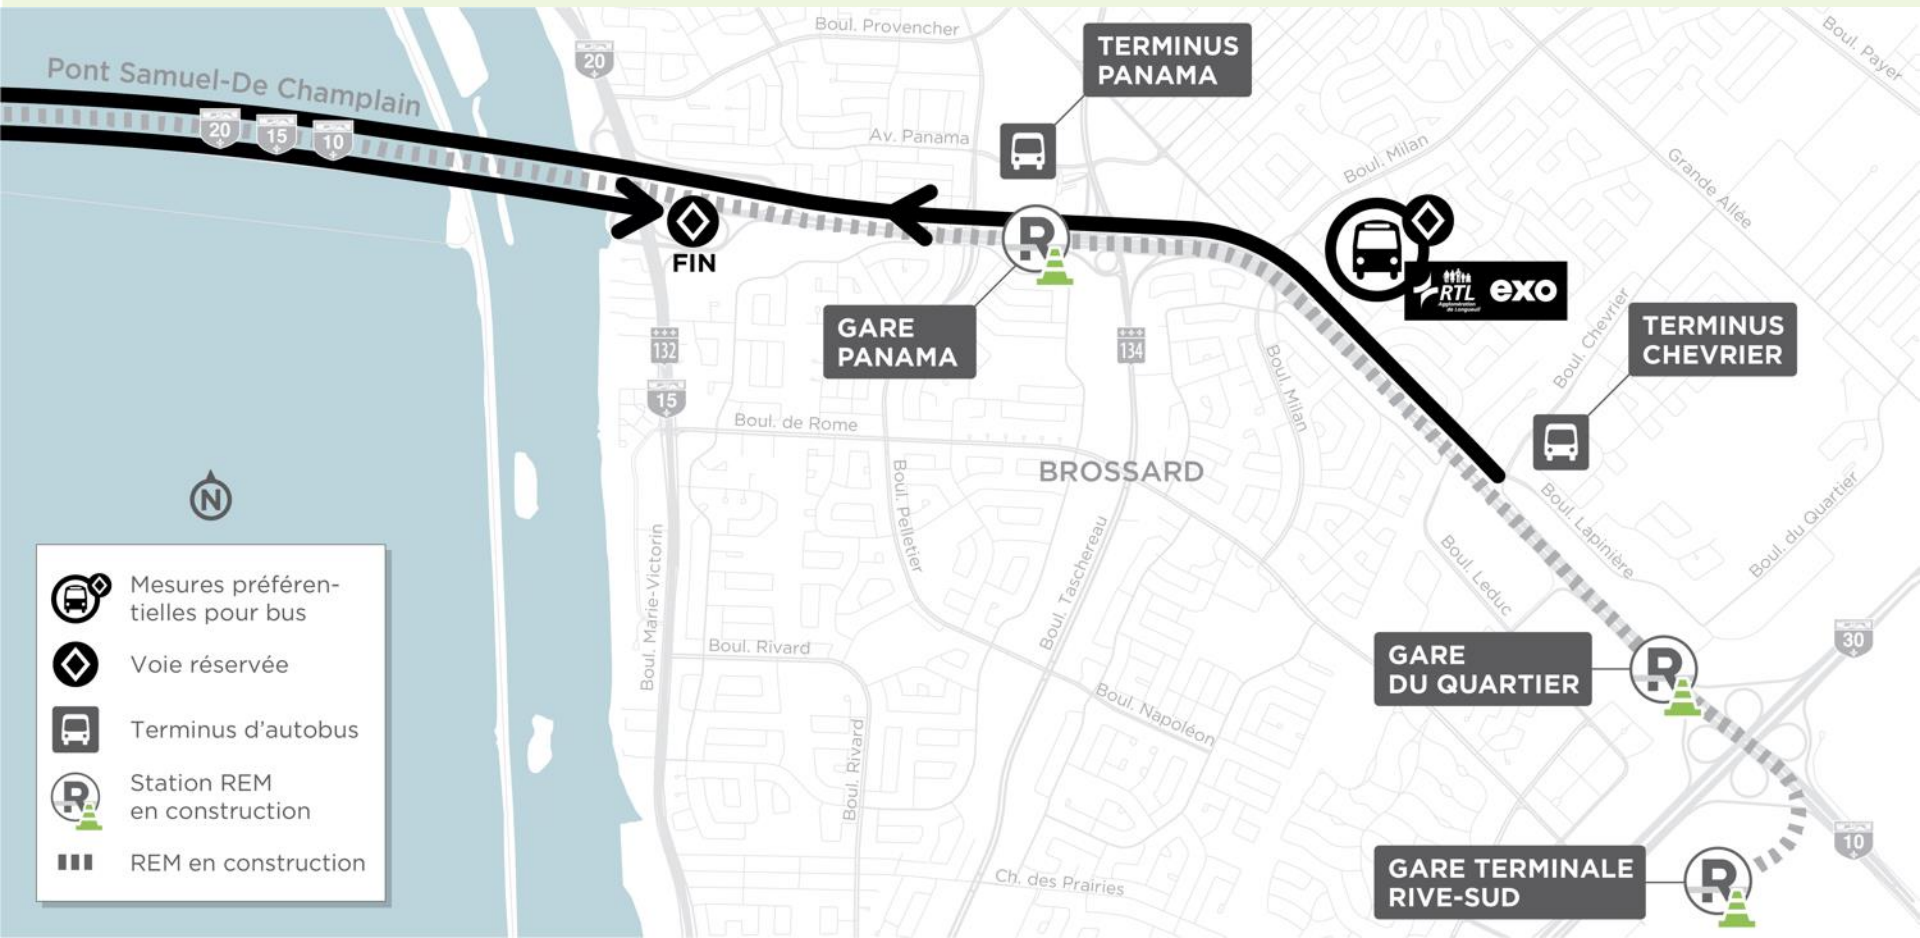 Boul. Provencher
Boul. Payer
TERMINUS
PANAMA
20
Pont Samuel-De Champlain
20
15
10
Av. Panama
Boul. Milan
Grande Allée
FIN
R
RTL
Agglomération
de Longueuil
exo
GARE
PANAMA
132
134
Boul. Chevrier
TERMINUS
CHEVRIER
15
Boul. Milan
Boul. de Rome
BROSSARD
Boul. Pelletier
N
Boul. Lapinière
Boul. du Quartier
Boul. Marie-Victorin
Boul. Taschereau
Boul. Leduc
Mesures préféren-
tielles pour bus
Voie réservée
Terminus d'autobus
R
Station REM
en construction
REM en construction
Boul. Rivard
Boul. Rivard
Boul. Napoléon
GARE
DU QUARTIER
R
30
10
GARE TERMINALE
RIVE-SUD
R
Ch. des Prairies